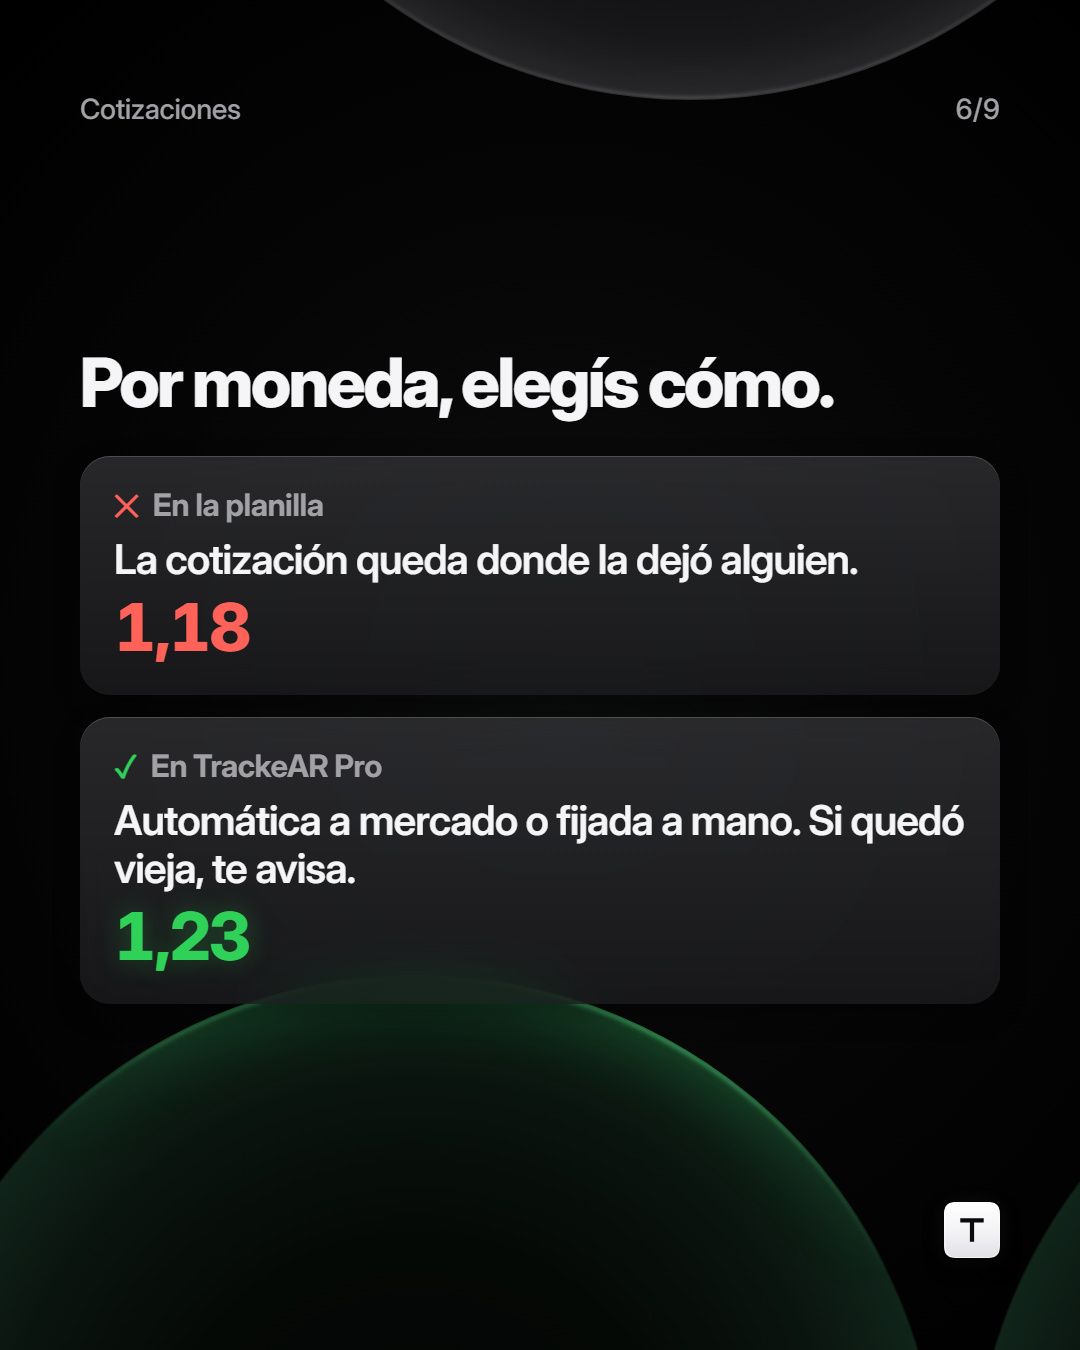 Cotizaciones
6/9
Por moneda, elegís cómo.
En la planilla
La cotización queda donde la dejó alguien.
1,18
En TrackeAR Pro
Automática a mercado o fijada a mano. Si quedó
vieja, te avisa.
1,23
T